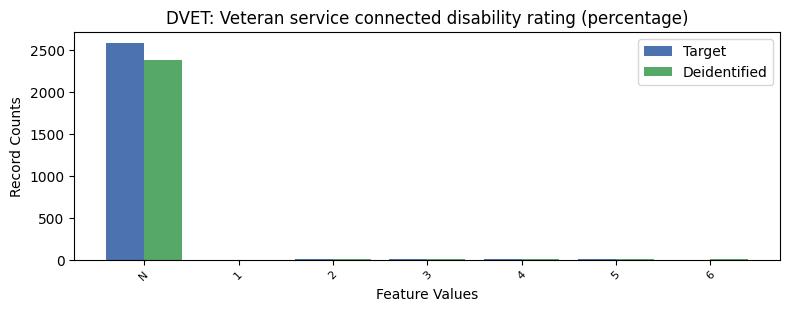 DVET: Veteran service connected disability rating (percentage)
Target
Deidentified
Record Counts
2500
2000
1500
1000
500
0
N 1 2 3 4 5 6
Feature Values